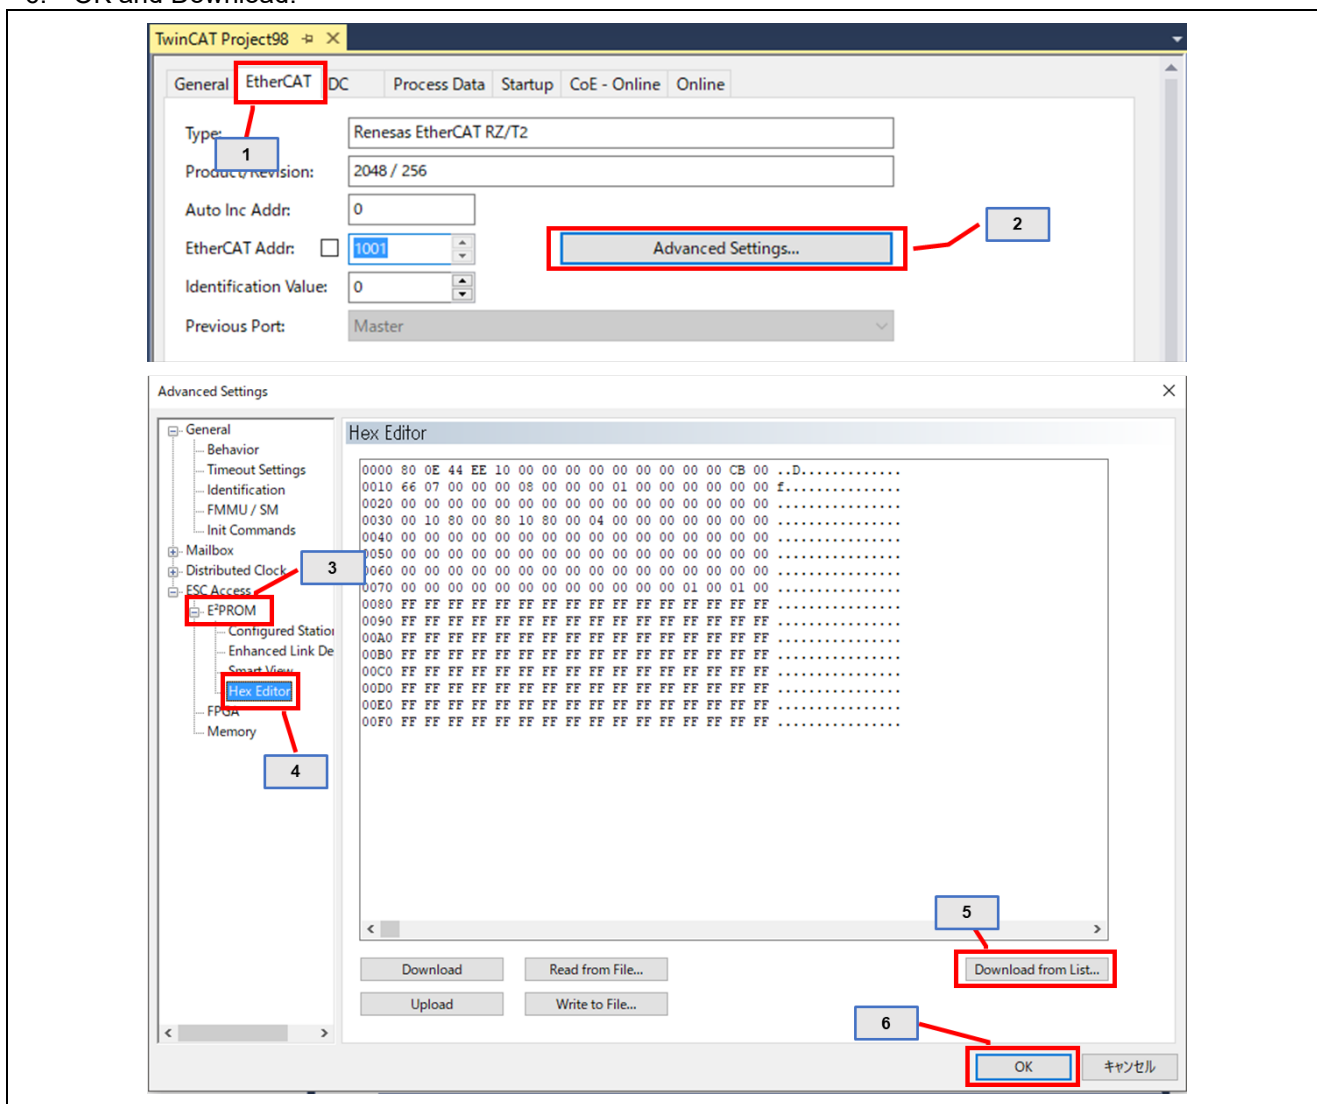 OK and Download.
TwinCAT Project98
General EtherCAT DC Process Data Startup CoE - Online Online
Type:
Renesas EtherCAT RZ/T2
1
Product/Revision:
2048 / 256
Auto Inc Addr:
0
2
EtherCAT Addr:
1001
Advanced Settings...
Identification Value:
0
Previous Port:
Master
Advanced Settings
General
Behavior
Timeout Settings
Identification
FMMU / SM
Init Commands
Mailbox
Distributed Clock
3
ESC Access
E²PROM
Configured Station
Enhanced Link De
Smart View
Hex Editor
FPGA
Memory
4
Hex Editor
0000 80 0E 44 EE 10 00 00 00 00 00 00 00 00 00 CB 00 ..D.............
0010 66 07 00 00 00 08 00 00 00 01 00 00 00 00 00 00 f...............
0020 00 00 00 00 00 00 00 00 00 00 00 00 00 00 00 00 ................
0030 00 10 80 00 80 10 80 00 04 00 00 00 00 00 00 00 ................
0040 00 00 00 00 00 00 00 00 00 00 00 00 00 00 00 00 ................
0050 00 00 00 00 00 00 00 00 00 00 00 00 00 00 00 00 ................
0060 00 00 00 00 00 00 00 00 00 00 00 00 00 00 00 00 ................
0070 00 00 00 00 00 00 00 00 00 00 00 00 01 00 01 00 ................
0080 FF FF FF FF FF FF FF FF FF FF FF FF FF FF FF FF ................
0090 FF FF FF FF FF FF FF FF FF FF FF FF FF FF FF FF ................
00A0 FF FF FF FF FF FF FF FF FF FF FF FF FF FF FF FF ................
00B0 FF FF FF FF FF FF FF FF FF FF FF FF FF FF FF FF ................
00C0 FF FF FF FF FF FF FF FF FF FF FF FF FF FF FF FF ................
00D0 FF FF FF FF FF FF FF FF FF FF FF FF FF FF FF FF ................
00E0 FF FF FF FF FF FF FF FF FF FF FF FF FF FF FF FF ................
00F0 FF FF FF FF FF FF FF FF FF FF FF FF FF FF FF FF ................
5
Download Read from File... Download from List...
Upload Write to File...
6
OK キャンセル